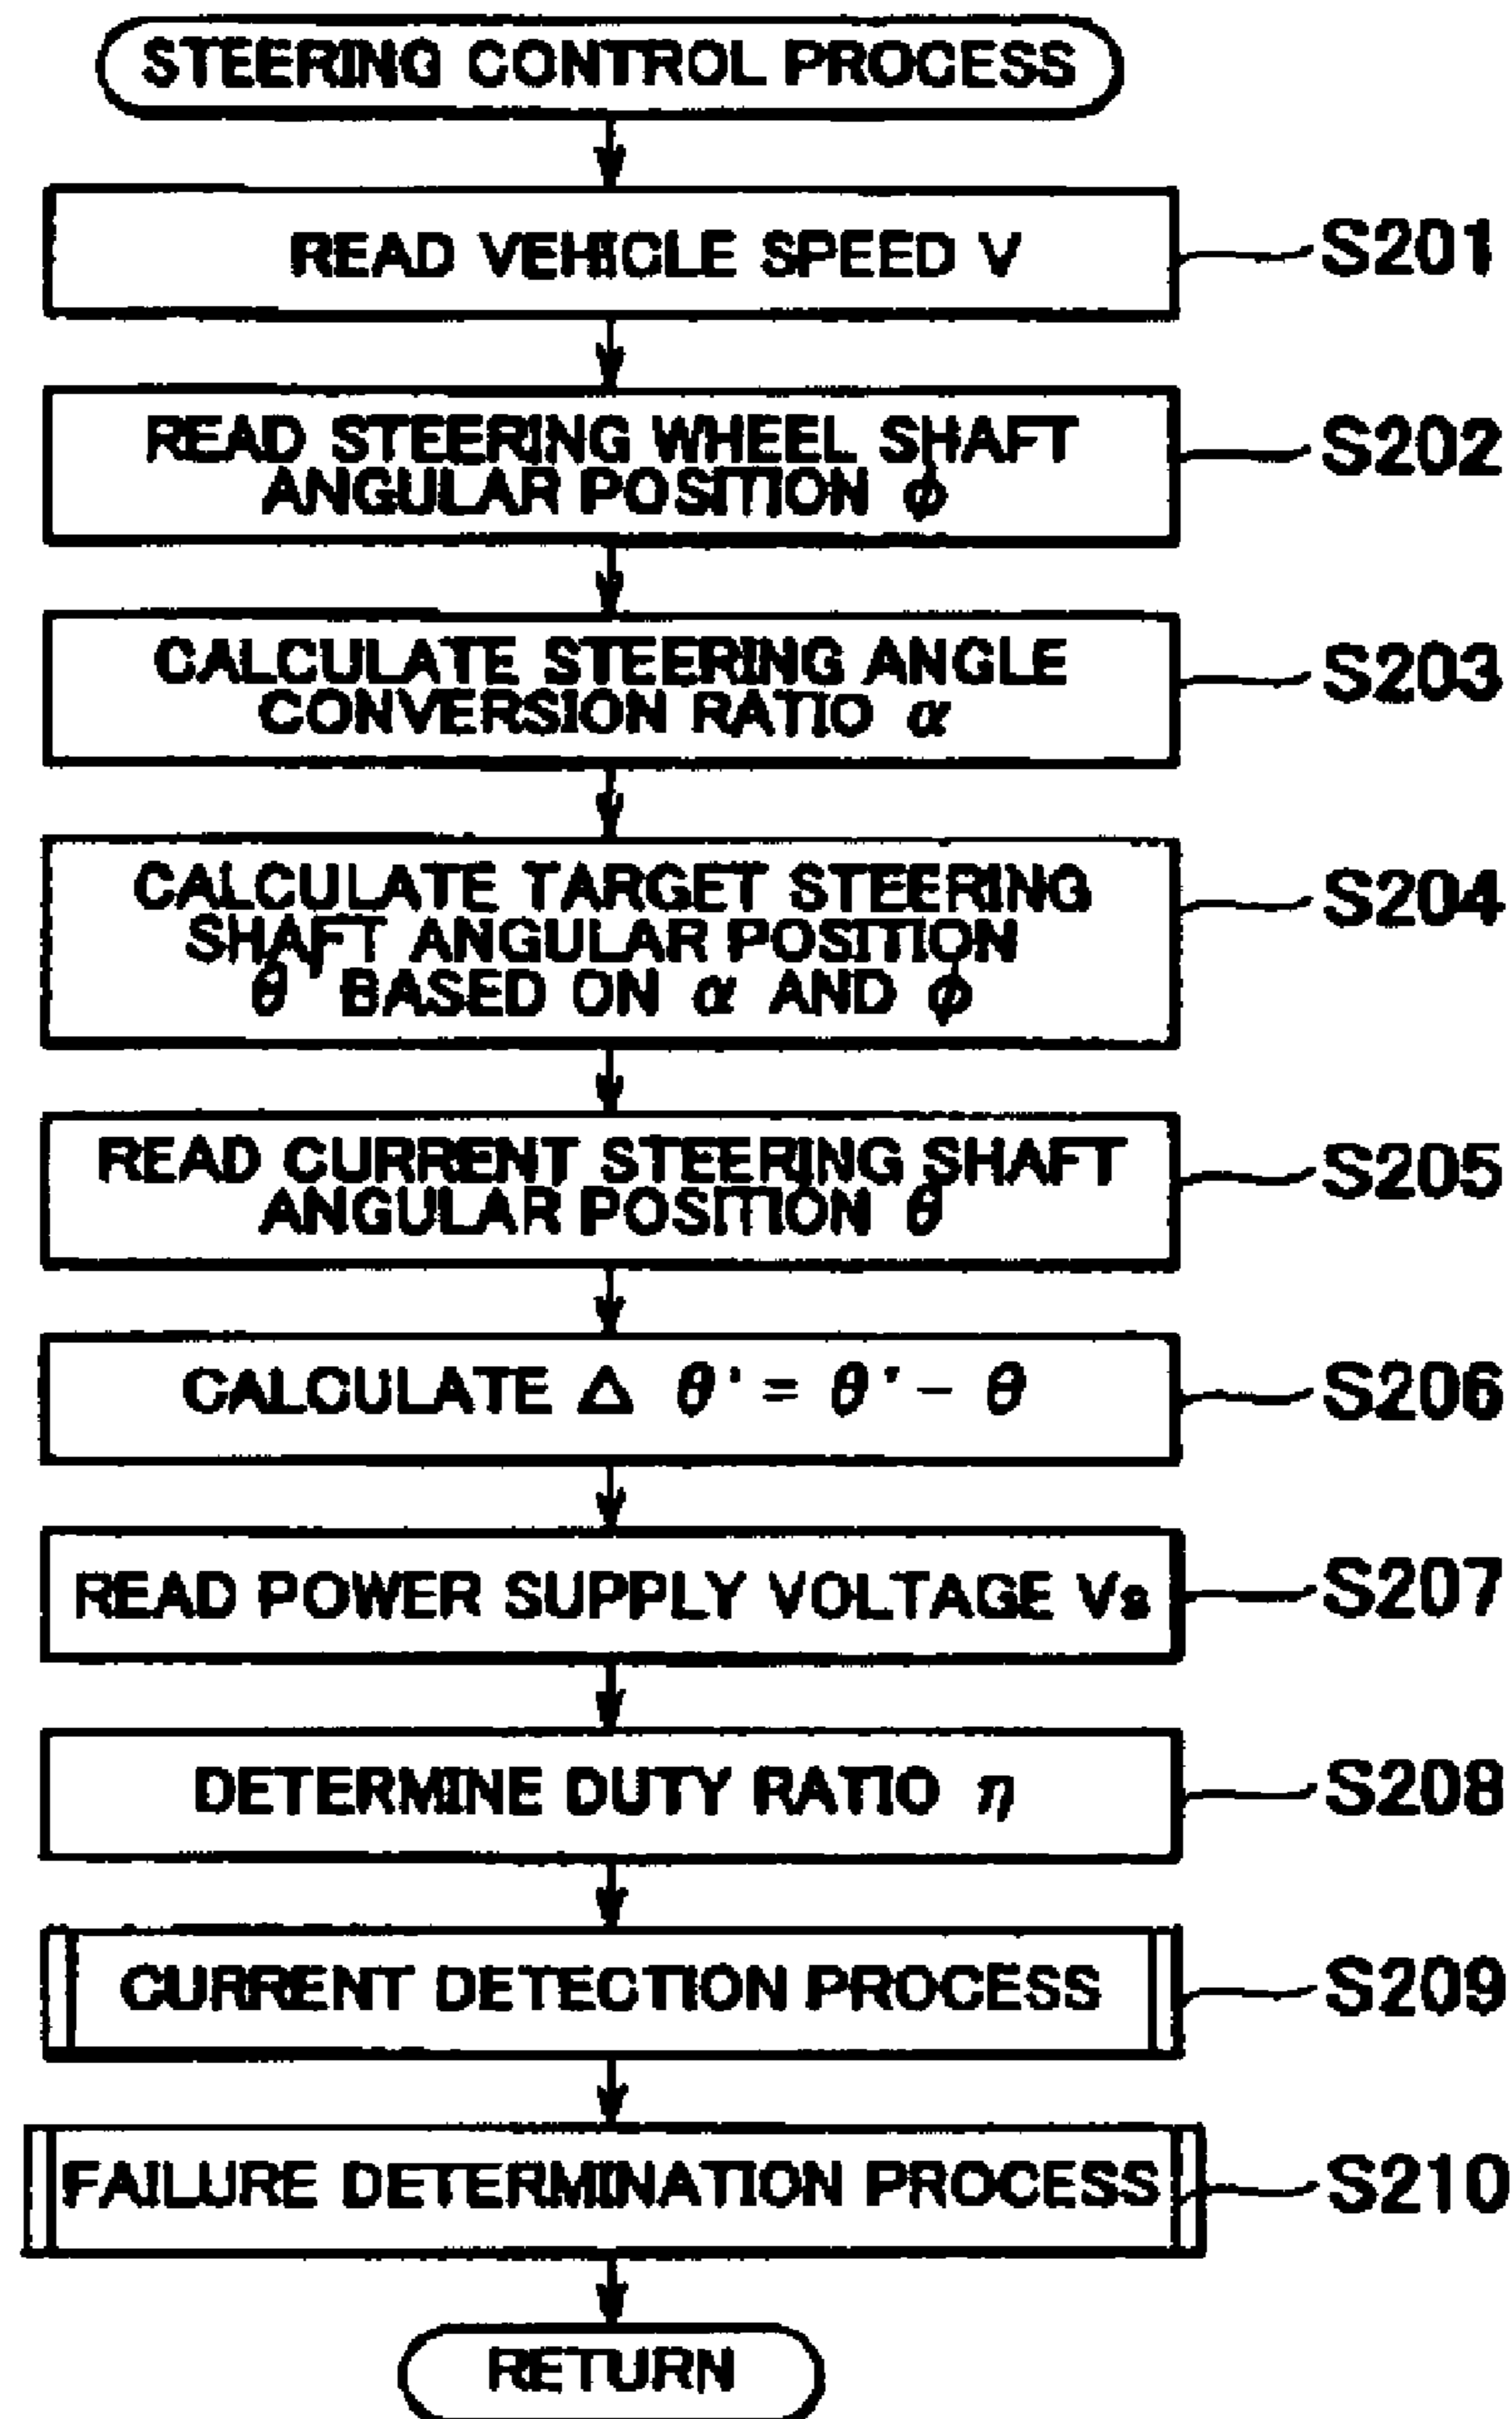 STEERING CONTROL PROCESS
READ VEHICLE SPEED V
S201
READ STEERING WHEEL SHAFT
ANGULAR POSITION ϕ
S202
CALCULATE STEERING ANGLE
CONVERSION RATIO α
S203
CALCULATE TARGET STEERING
SHAFT ANGULAR POSITION
θ' BASED ON α AND ϕ
S204
READ CURRENT STEERING SHAFT
ANGULAR POSITION θ
S205
CALCULATE Δ θ' = θ' - θ
S206
READ POWER SUPPLY VOLTAGE Vs
S207
DETERMINE DUTY RATIO η
S208
CURRENT DETECTION PROCESS
S209
FAILURE DETERMINATION PROCESS
S210
RETURN